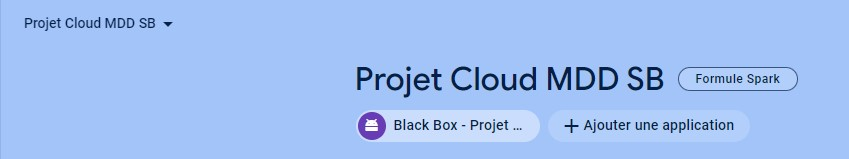 Projet Cloud MDD SB
Projet Cloud MDD SB Formule Spark
Black Box - Projet ... + Ajouter une application